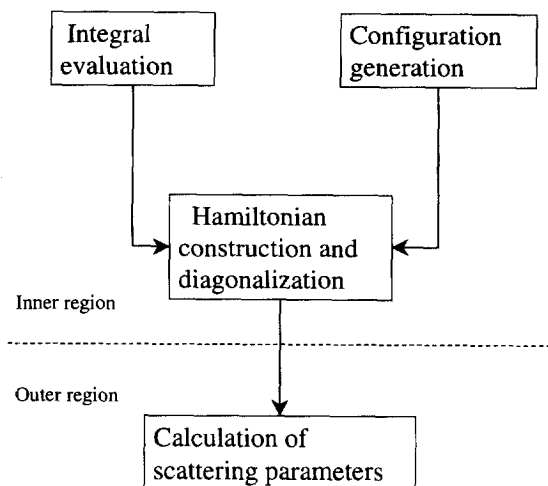 Integral
evaluation
Configuration
generation
Hamiltonian
construction and
diagonalization
Inner region
Outer region
Calculation of
scattering parameters